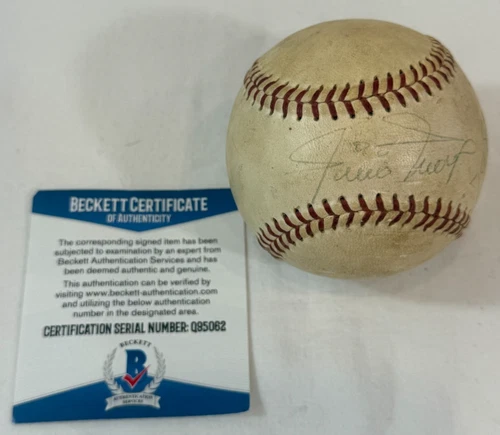 BECKETT CERTIFICATE
OF AUTHENTICITY
The corresponding signed item has been
subjected to examination by an expert from
Beckett Authentication Services and has
been deemed authentic and genuine.
This authentication can be verified by
visiting www.beckett-authentication.com
and utilizing the below authentication
number in the designated area.
CERTIFICATION SERIAL NUMBER: Q95062
BECKETT
B
AUTHENTICATION
SERVICES